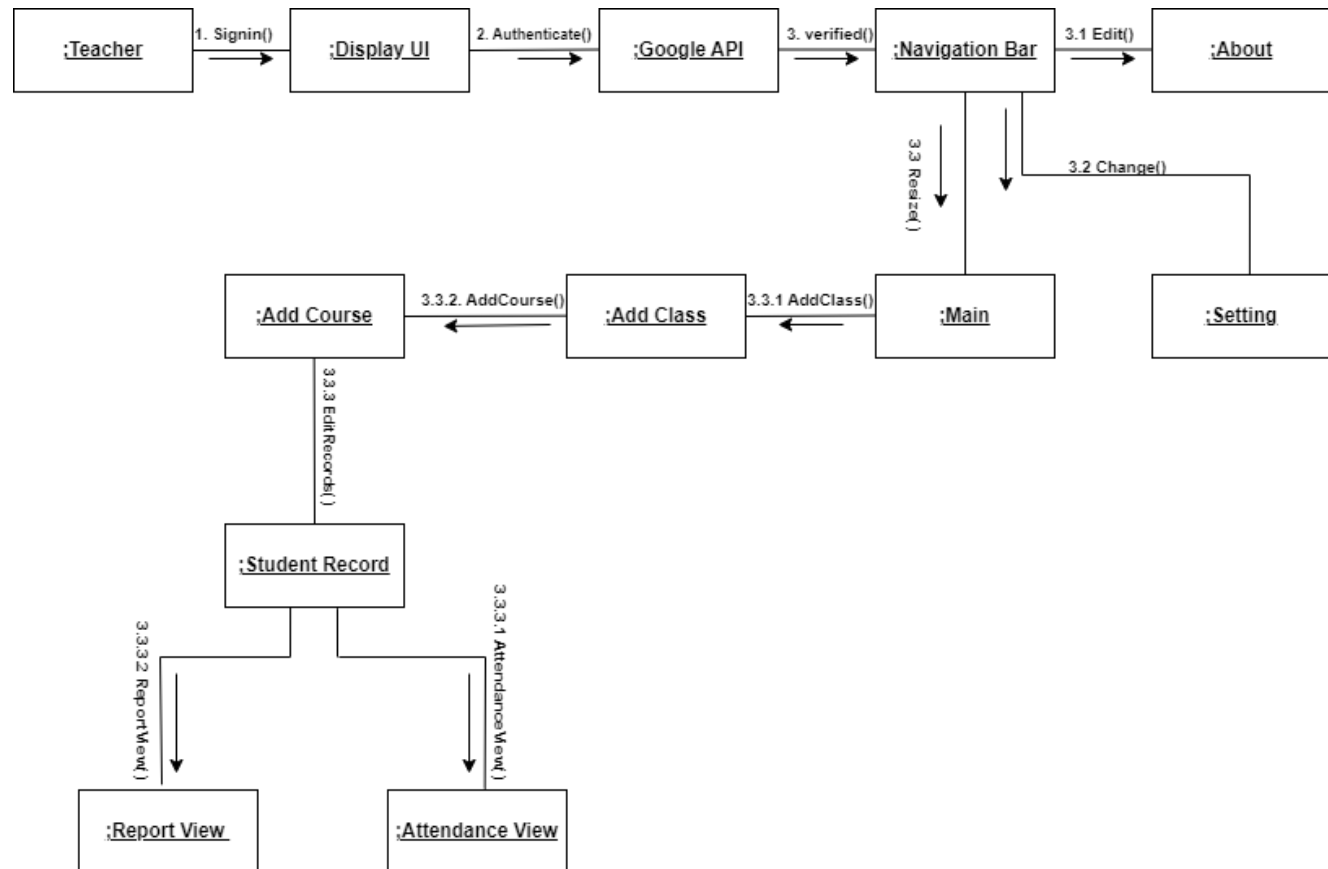 ;Teacher
1. Signin()
;Display UI
2. Authenticate()
;Google API
3. verified()
;Navigation Bar
3.1 Edit()
;About
3.3 Resize()
3.2 Change()
;Add Course
3.3.2. AddCourse()
;Add Class
3.3.1 AddClass()
;Main
;Setting
3.3.3 EditRecords()
;Student Record
3.3.3.2 ReportView()
3.3.3.1 AttendanceView()
;Report View
;Attendance View